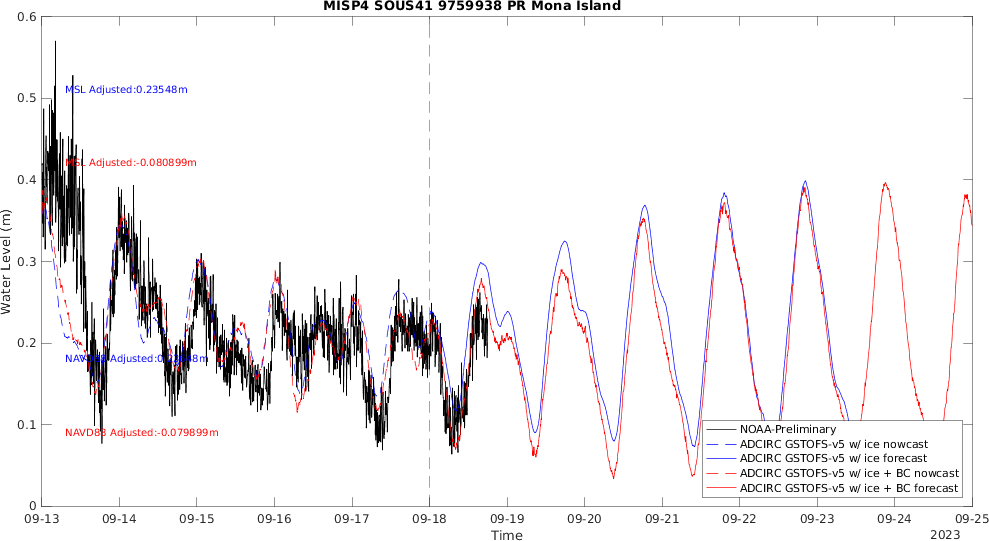 MISP4 SOUS41 9759938 PR Mona Island
Water Level (m)
0.6
0.5
0.4
0.3
0.2
0.1
0
MSL Adjusted:0.23548m
MSL Adjusted:-0.080899m
NAVD88 Adjusted:0.23648m
NAVD88 Adjusted:-0.079899m
NOAA-Preliminary
ADCIRC GSTOFS-v5 w/ ice nowcast
ADCIRC GSTOFS-v5 w/ ice forecast
ADCIRC GSTOFS-v5 w/ ice + BC nowcast
ADCIRC GSTOFS-v5 w/ ice + BC forecast
09-13 09-14 09-15 09-16 09-17 09-18 09-19 09-20 09-21 09-22 09-23 09-24 09-25
Time
2023